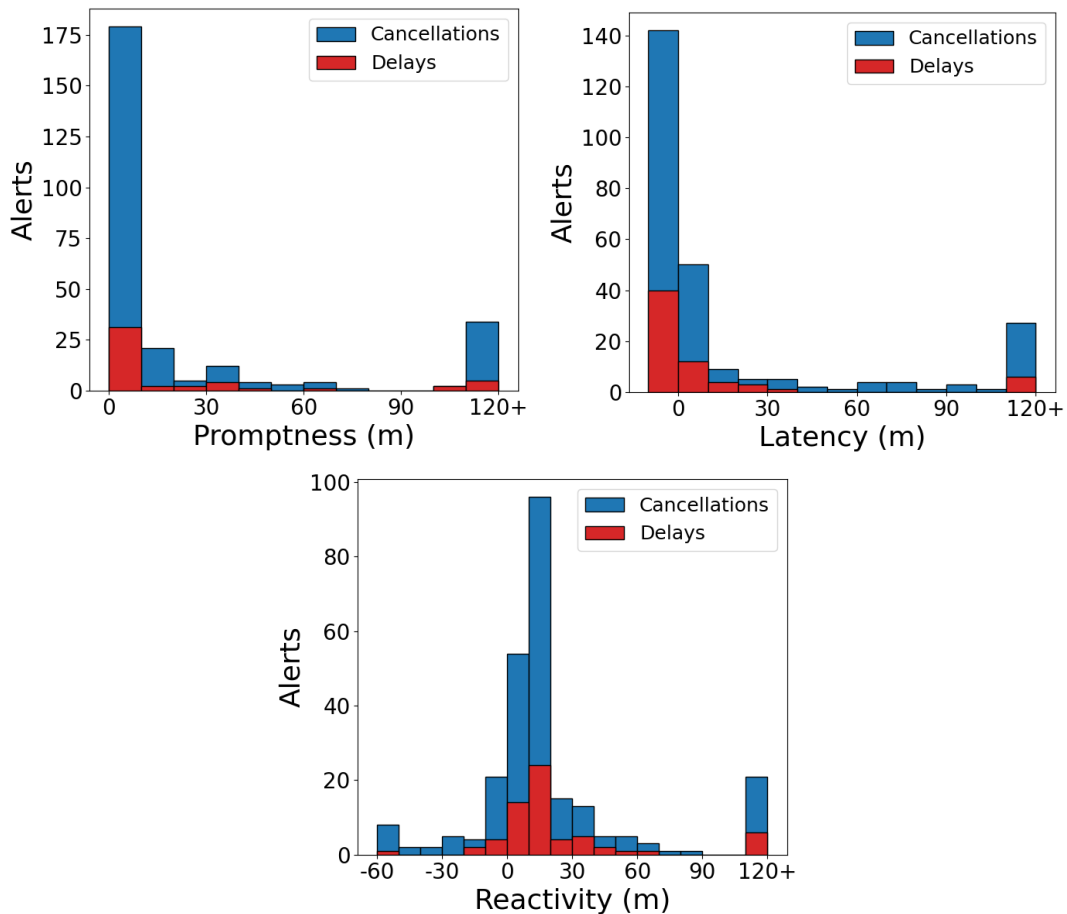 175
150
125
100
75
50
25
0
Alerts
Cancellations
Delays
0 30 60 90 120+
Promptness (m)
140
120
100
80
60
40
20
0
Alerts
Cancellations
Delays
0 30 60 90 120+
Latency (m)
100
80
60
40
20
0
Alerts
Cancellations
Delays
-60 -30 0 30 60 90 120+
Reactivity (m)